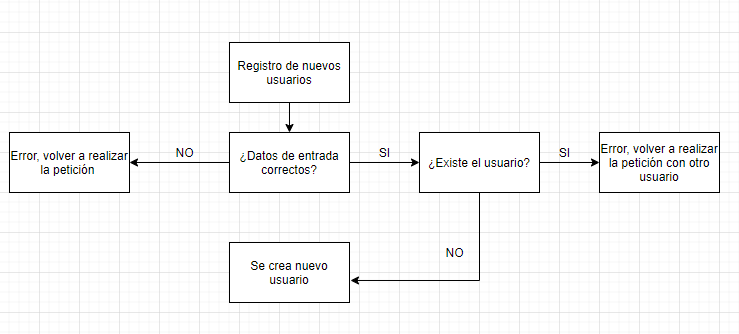 Registro de nuevos
usuarios
Error, volver a realizar
la petición
NO
¿Datos de entrada
correctos?
SI
¿Existe el usuario?
SI
Error, volver a realizar
la petición con otro
usuario
NO
Se crea nuevo
usuario